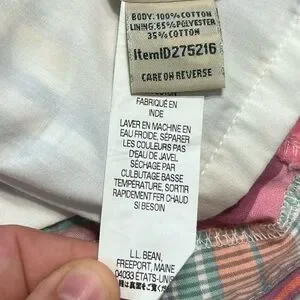 BODY: 100% COTTON
LINING: 65% POLYESTER
35% COTTON
ItemID275216
CARE ON REVERSE
FABRIQUÉ EN
INDE
LAVER EN MACHINE EN
EAU FROIDE, SÉPARER
LES COULEURS PAS
D'EAU DE JAVEL
SÉCHAGE PAR
CULBUTAGE BASSE
TEMPÉRATURE, SORTIR
RAPIDEMENT FER CHAUD
SI BESOIN
L.L. BEAN,
FREEPORT, MAINE
04033 ÉTATS-UNIS